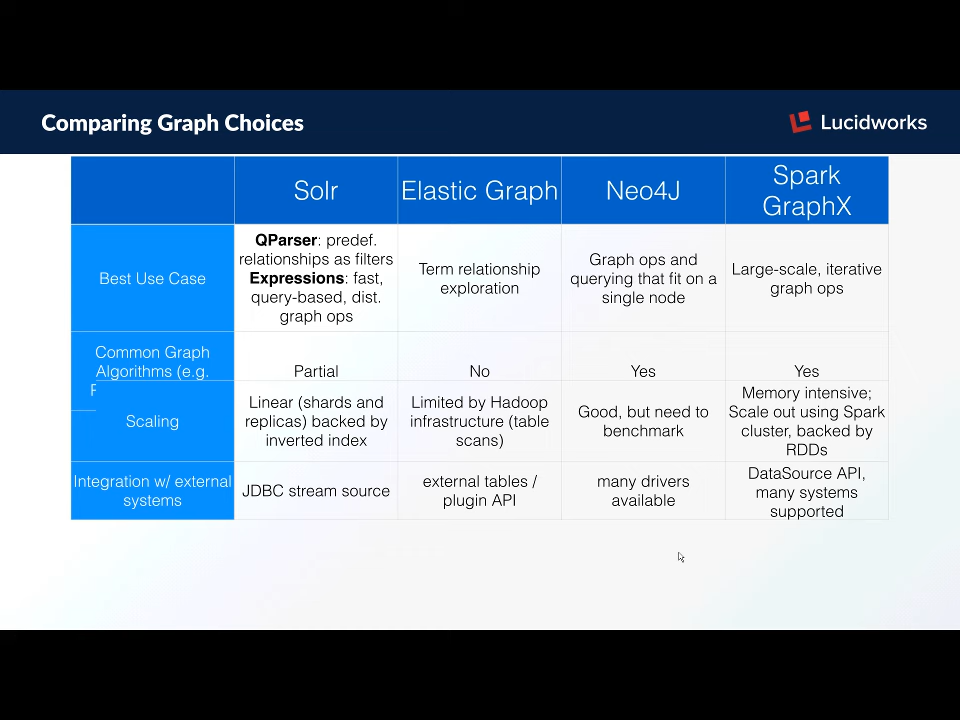 Comparing Graph Choices
Lucidworks
Solr
Elastic Graph
Neo4J
Spark
GraphX
Best Use Case
QParser: predef.
relationships as filters
Expressions: fast,
query-based, dist.
graph ops
Term relationship
exploration
Graph ops and
querying that fit on a
single node
Large-scale, iterative
graph ops
Common Graph
Algorithms (e.g.
Partial
No
Yes
Yes
Scaling
Linear (shards and
replicas) backed by
inverted index
Limited by Hadoop
infrastructure (table
scans)
Good, but need to
benchmark
Memory intensive;
Scale out using Spark
cluster, backed by
RDDs
Integration w/ external
systems
JDBC stream source
external tables /
plugin API
many drivers
available
DataSource API,
many systems
supported